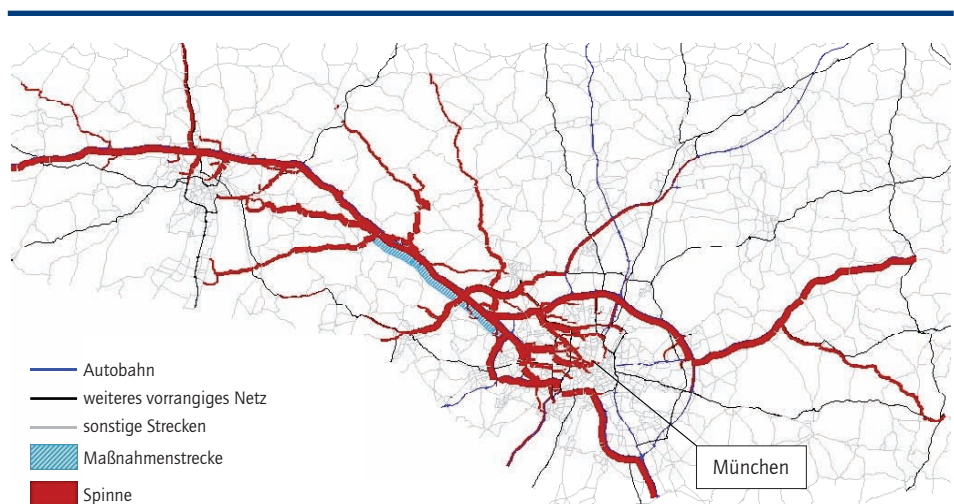 Autobahn
weiteres vorrangiges Netz
sonstige Strecken
Maßnahmenstrecke
Spinne
München